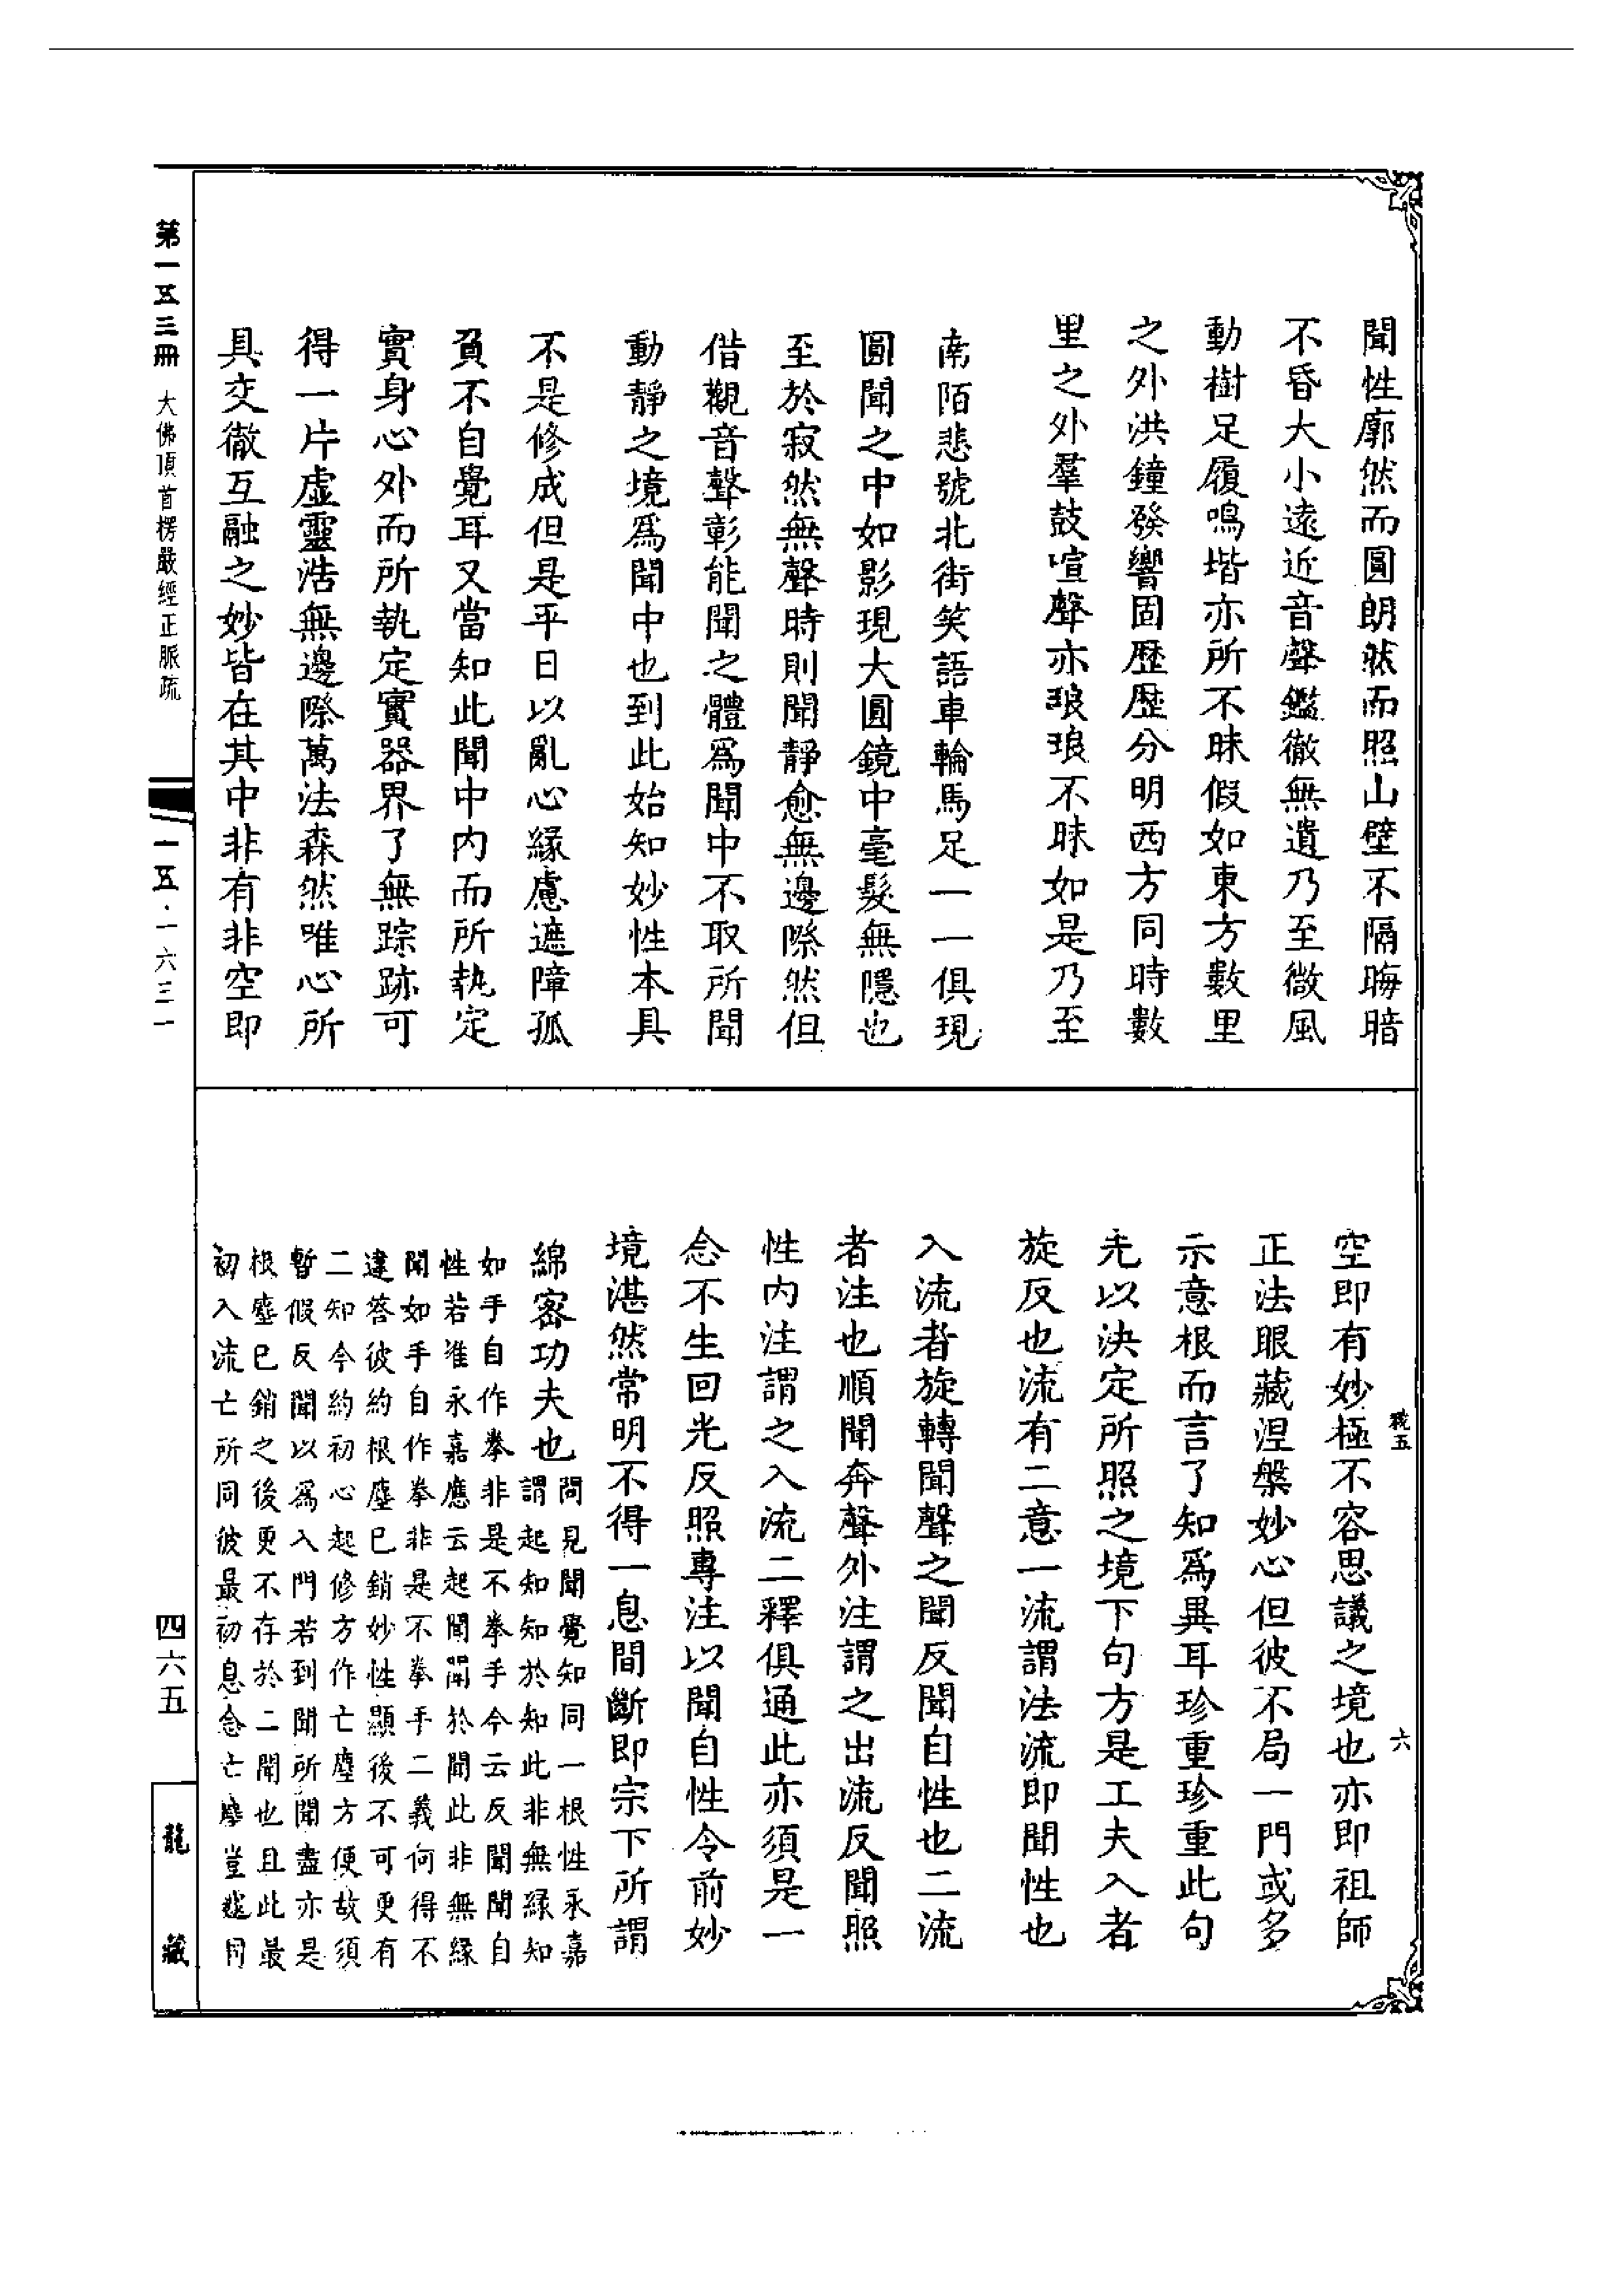 聞性廓然而圓朗然而照山壁不隔晦暗
不昏大小遠近音聲鑑徹無遺乃至微風
動樹足履鳴堦亦所不昧假如東方數里
之外洪鐘發響固歷歷分明西方同時數
里之外羣鼓喧聲亦琅琅不昧如是乃至
南陌悲號北街笑語車輪馬足一一俱現
圓聞之中如影現大圓鏡中毫髮無隱也
至於寂然無聲時則聞靜愈無邊際然但
借觀音聲彰能聞之體爲聞中不取所聞
動靜之境爲聞中也到此始知妙性本具
不是修成但是平日以亂心緣慮遮障孤
負不自覺耳又當知此聞中內而所執定
實身心外而所執定實器界了無踪跡可
得一片虛靈浩無邊際萬法森然唯心所
具交徹互融之妙皆在其中非有非空即
空即有妙極不容思議之境也亦即祖師
正法眼藏涅槃妙心但彼不局一門或多
示意根而言了知爲異耳珍重珍重此句
先以決定所照之境下句方是工夫入者
旋反也流有二意一流謂法流即聞性也
入流者旋轉聞聲之聞反聞自性也二流
者注也順聞奔聲外注謂之出流反聞照
性內注謂之入流二釋俱通此亦須是一
念不生回光反照專注以聞自性令前妙
境湛然常明不得一息間斷即宗下所謂
綿密功夫也問見聞覺知同一根性永嘉
謂起知知於知此非無緣知
如手自作拳非是不拳手今云反聞聞自
性若准永嘉應云起聞聞於聞此非無緣
聞如手自作拳非是不拳手二義何得不
違答彼約根塵已銷妙性顯後不可更有
二知今約初心起修方作亡塵方便故須
暫假反聞以爲入門若到聞所聞盡亦是
根塵已銷之後更不存於二聞也且此最
初入流亡所同彼最初息念亡塵豈遽同
第一五三冊 大佛頂首楞嚴經正脈疏
一五·一六三一
四六五
龍藏
六